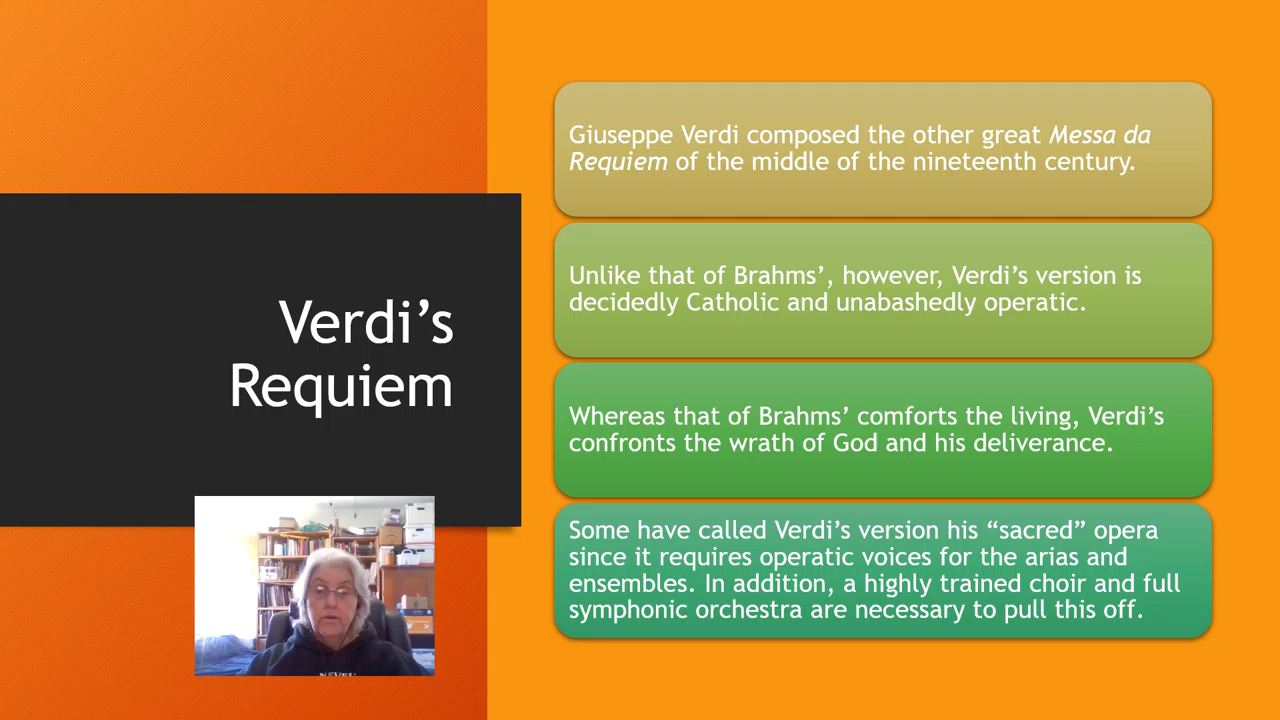 Verdi’s
Requiem
Giuseppe Verdi composed the other great Messa da
Requiem of the middle of the nineteenth century.
Unlike that of Brahms’, however, Verdi’s version is
decidedly Catholic and unabashedly operatic.
Whereas that of Brahms’ comforts the living, Verdi’s
confronts the wrath of God and his deliverance.
Some have called Verdi’s version his “sacred” opera
since it requires operatic voices for the arias and
ensembles. In addition, a highly trained choir and full
symphonic orchestra are necessary to pull this off.